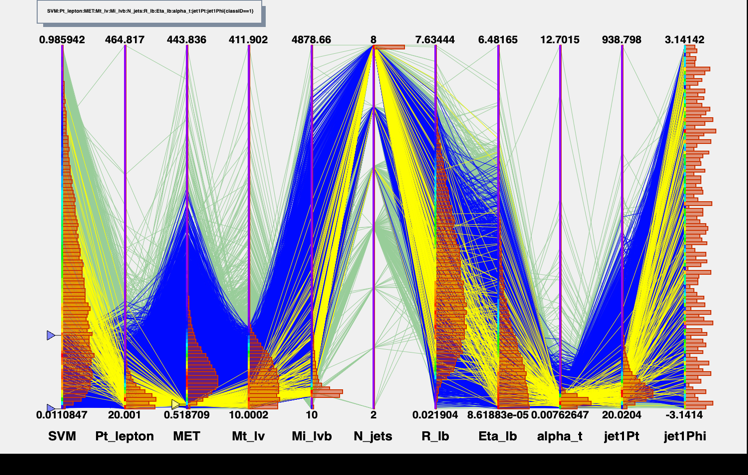 SVM:Pt_lepton:MET:Mt_lv:Mi_lvb:N_jets:R_lb:Eta_lb:alpha_t:jet1Pt:jet1Phi{classID==1}
0.985942 464.817 443.836 411.902 4878.66 8 7.63444 6.48165 12.7015 938.798 3.14142
0.0110847 20.001 0.518709 10.0002 10 2 0.021904 8.61883e-05 0.00762647 20.0204 -3.1414
SVM Pt_lepton MET Mt_lv Mi_lvb N_jets R_lb Eta_lb alpha_t jet1Pt jet1Phi